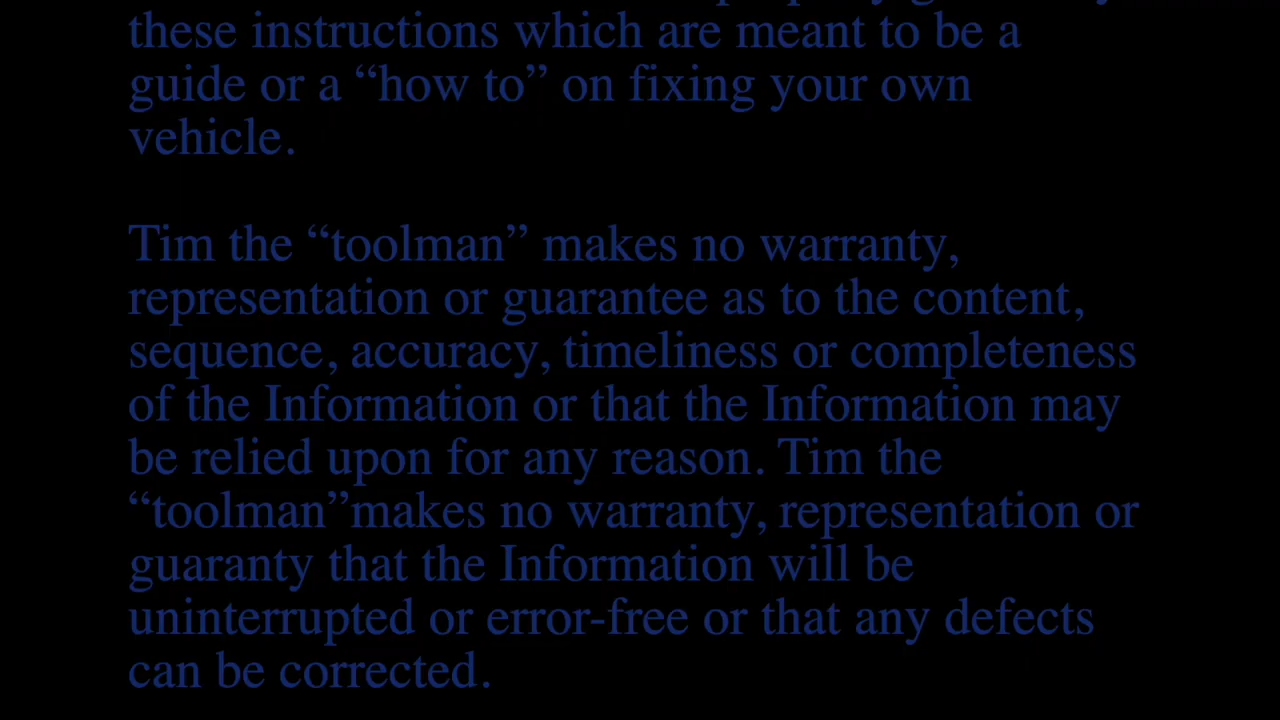 these instructions which are meant to be a
guide or a “how to” on fixing your own
vehicle.
Tim the “toolman” makes no warranty,
representation or guarantee as to the content,
sequence, accuracy, timeliness or completeness
of the Information or that the Information may
be relied upon for any reason. Tim the
“toolman”makes no warranty, representation or
guaranty that the Information will be
uninterrupted or error-free or that any defects
can be corrected.